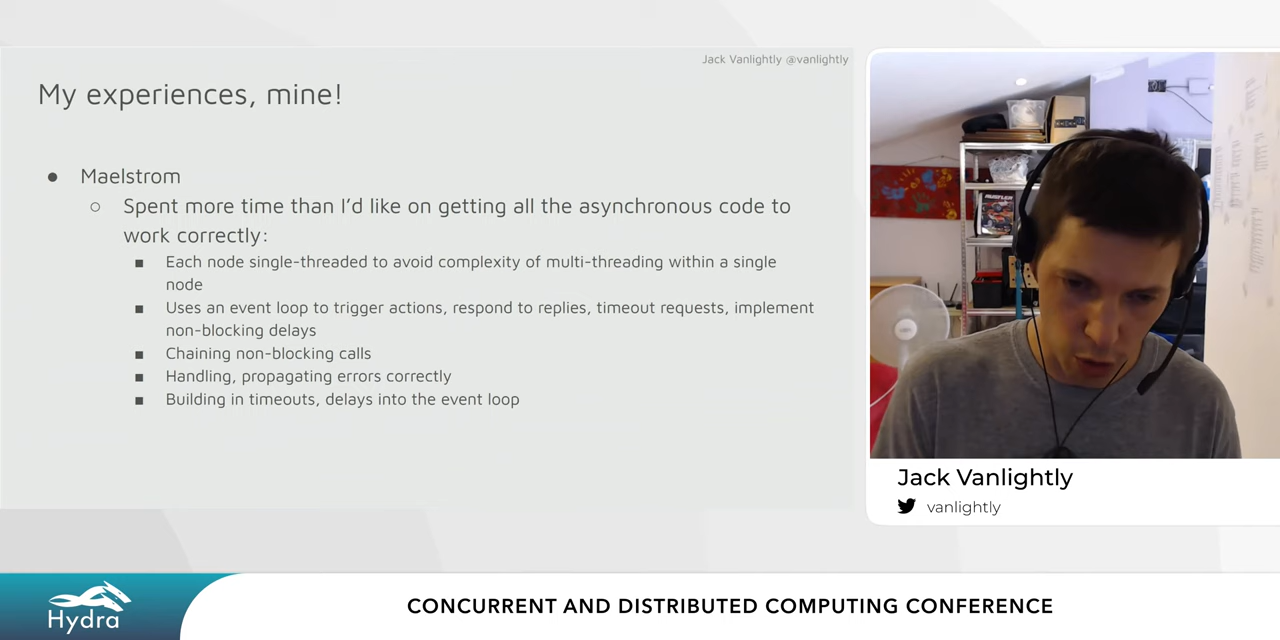 Jack Vanlightly @vanlightly
My experiences, mine!
● Maelstrom
○ Spent more time than I'd like on getting all the asynchronous code to
work correctly:
■ Each node single-threaded to avoid complexity of multi-threading within a single
node
■ Uses an event loop to trigger actions, respond to replies, timeout requests, implement
non-blocking delays
■ Chaining non-blocking calls
■ Handling, propagating errors correctly
■ Building in timeouts, delays into the event loop
Jack Vanlightly
vanlightly
Hydra
CONCURRENT AND DISTRIBUTED COMPUTING CONFERENCE